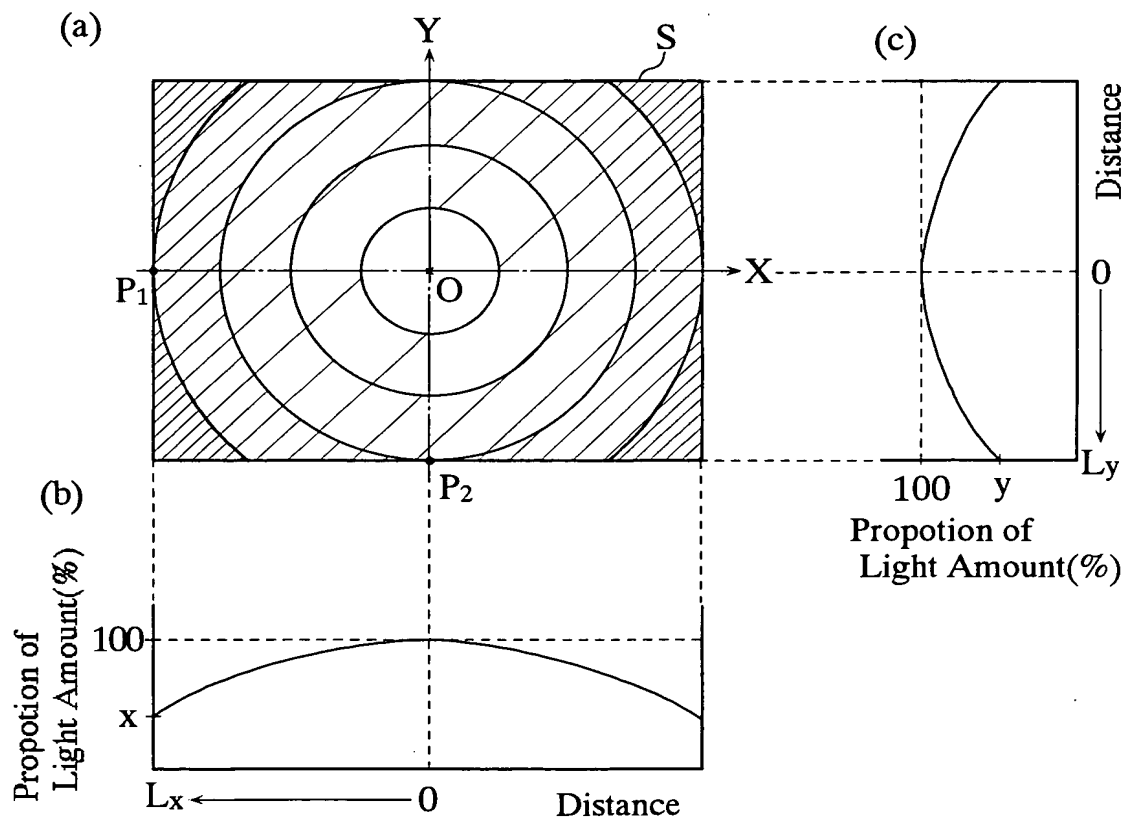 (a)
Y
S
(c)
Distance
P1
O
X
0
Ly
P2
100
y
Propotion of
Light Amount(%)
(b)
Propotion of
Light Amount(%)
100
x
Lx
0
Distance